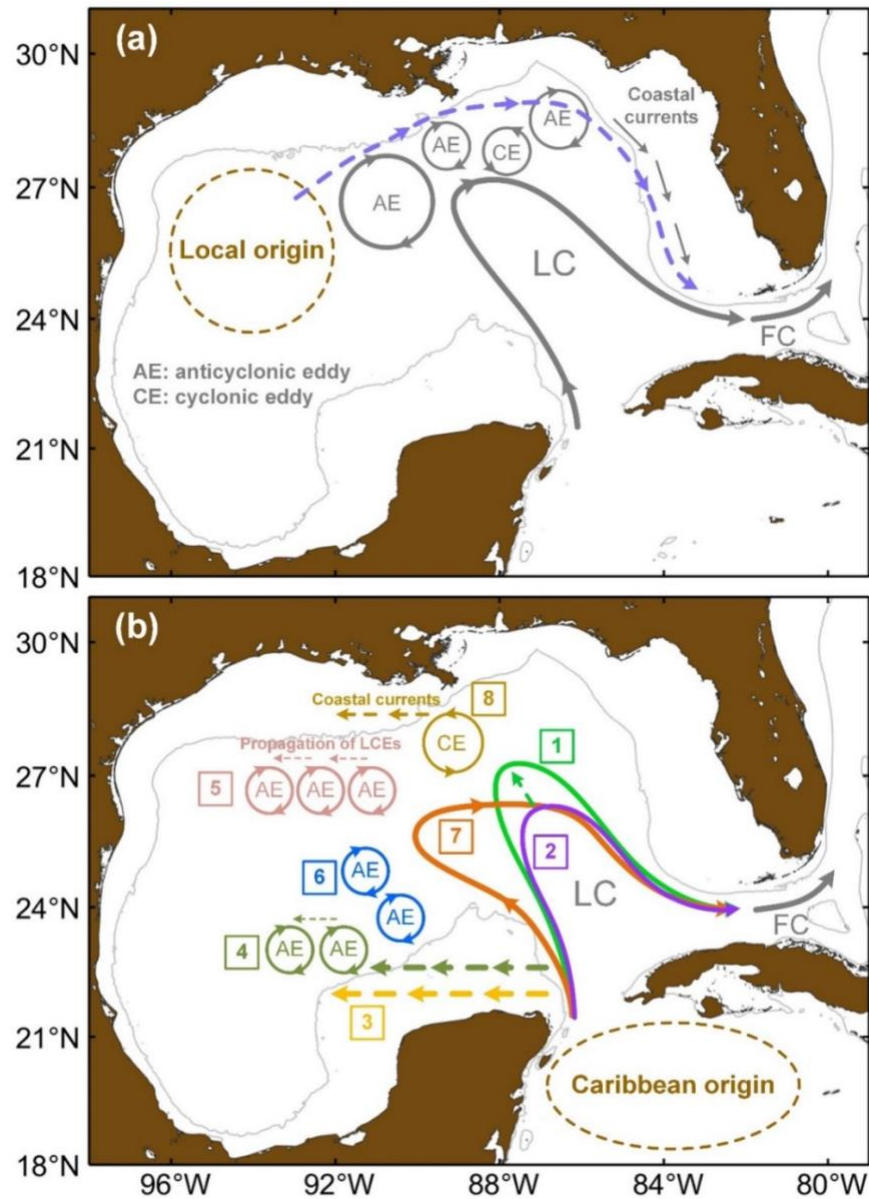 (a)
30°N
27°N
24°N
21°N
18°N
Coastal
currents
AE
AE
CE
AE
Local origin
LC
FC
AE: anticyclonic eddy
CE: cyclonic eddy
(b)
30°N
27°N
24°N
21°N
18°N
Coastal currents
8
CE
1
Propagation of LCEs
5
AE
AE
AE
7
2
6
AE
AE
LC
FC
4
AE
AE
3
Caribbean origin
96°W
92°W
88°W
84°W
80°W